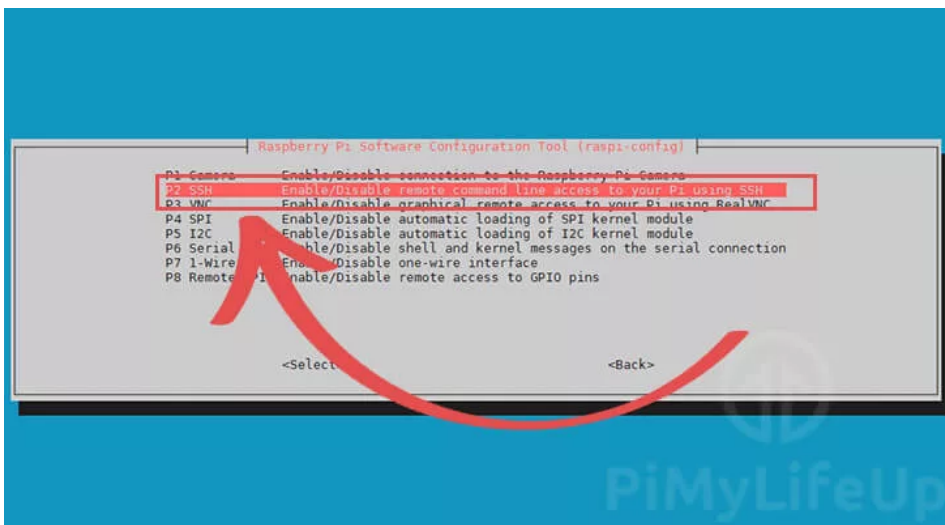 Raspberry Pi Software Configuration Tool (raspi-config)
P1 Camera Enable/Disable connection to the Raspberry Pi Camera
P2 SSH Enable/Disable remote command line access to your Pi using SSH
P3 VNC Enable/Disable graphical remote access to your Pi using RealVNC
P4 SPI Enable/Disable automatic loading of SPI kernel module
P5 I2C Enable/Disable automatic loading of I2C kernel module
P6 Serial Enable/Disable shell and kernel messages on the serial connection
P7 1-Wire Enable/Disable one-wire interface
P8 Remote Enable/Disable remote access to GPIO pins
<Select <Back>
PiMyLifeUp